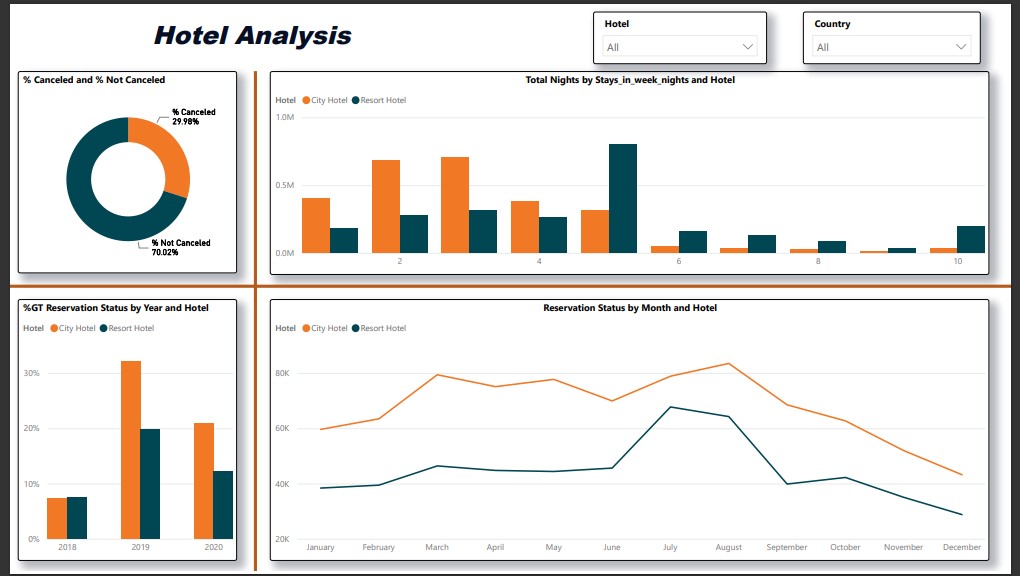 Hotel Analysis
Hotel
All
Country
All
% Canceled and % Not Canceled
% Canceled
29.98%
% Not Canceled
70.02%
Total Nights by Stays_in_week_nights and Hotel
Hotel City Hotel Resort Hotel
1.0M
0.5M
0.0M
2 4 6 8 10
%GT Reservation Status by Year and Hotel
Hotel City Hotel Resort Hotel
30%
20%
10%
0%
2018 2019 2020
Reservation Status by Month and Hotel
Hotel City Hotel Resort Hotel
80K
60K
40K
20K
January February March April May June July August September October November December